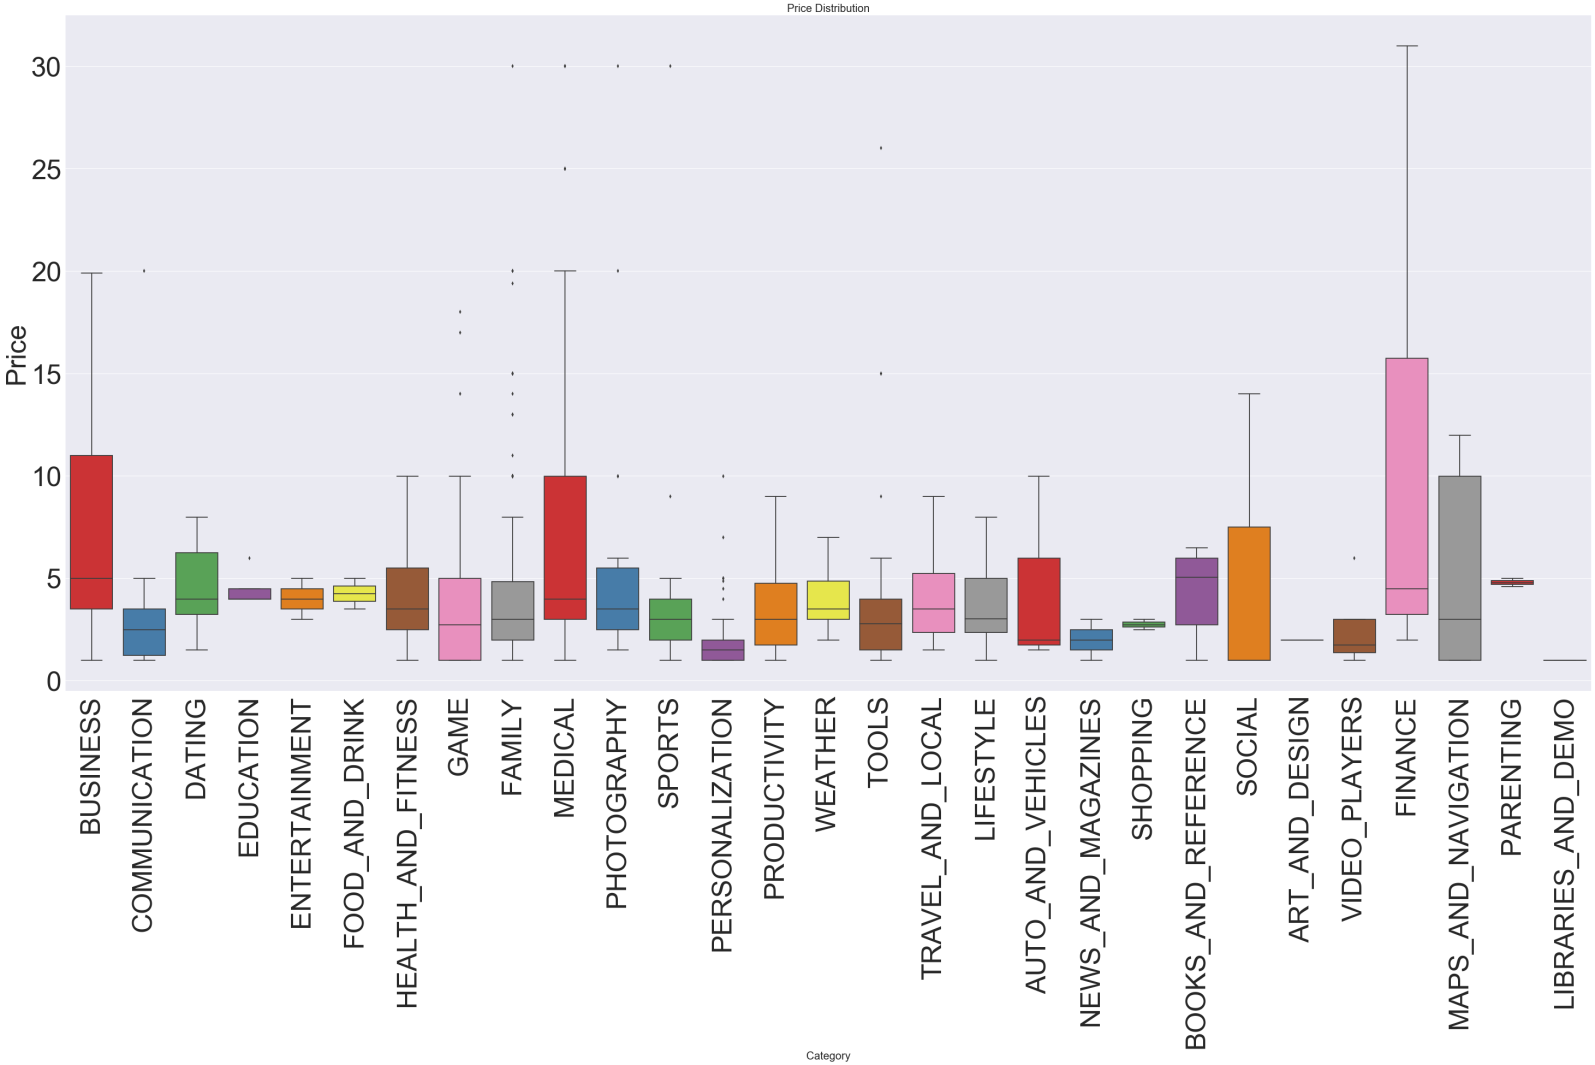 Price Distribution
30
25
20
15
10
5
0
Price
BUSINESS
COMMUNICATION
DATING
EDUCATION
ENTERTAINMENT
FOOD_AND_DRINK
HEALTH_AND_FITNESS
GAME
FAMILY
MEDICAL
PHOTOGRAPHY
SPORTS
PERSONALIZATION
PRODUCTIVITY
WEATHER
TOOLS
TRAVEL_AND_LOCAL
LIFESTYLE
AUTO_AND_VEHICLES
NEWS_AND_MAGAZINES
SHOPPING
BOOKS_AND_REFERENCE
SOCIAL
ART_AND_DESIGN
VIDEO_PLAYERS
FINANCE
MAPS_AND_NAVIGATION
PARENTING
LIBRARIES_AND_DEMO
Category